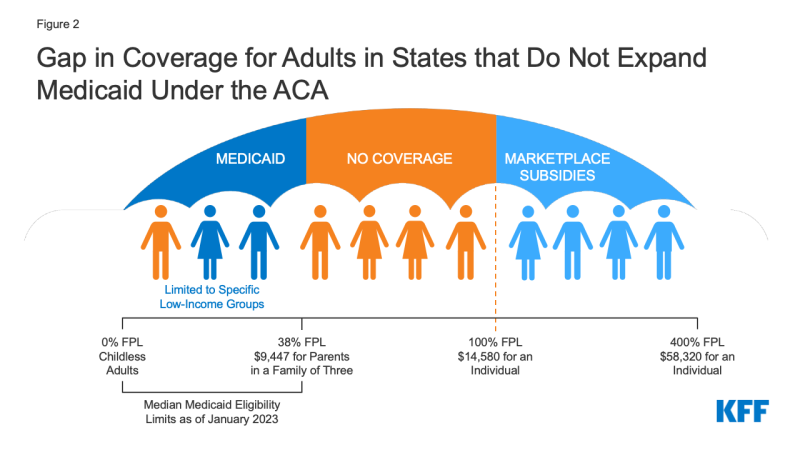 Figure 2
Gap in Coverage for Adults in States that Do Not Expand
Medicaid Under the ACA
MEDICAID
NO COVERAGE
MARKETPLACE
SUBSIDIES
Limited to Specific
Low-Income Groups
0% FPL
Childless
Adults
38% FPL
$9,447 for Parents
in a Family of Three
100% FPL
$14,580 for an
Individual
400% FPL
$58,320 for an
Individual
Median Medicaid Eligibility
Limits as of January 2023
KFF